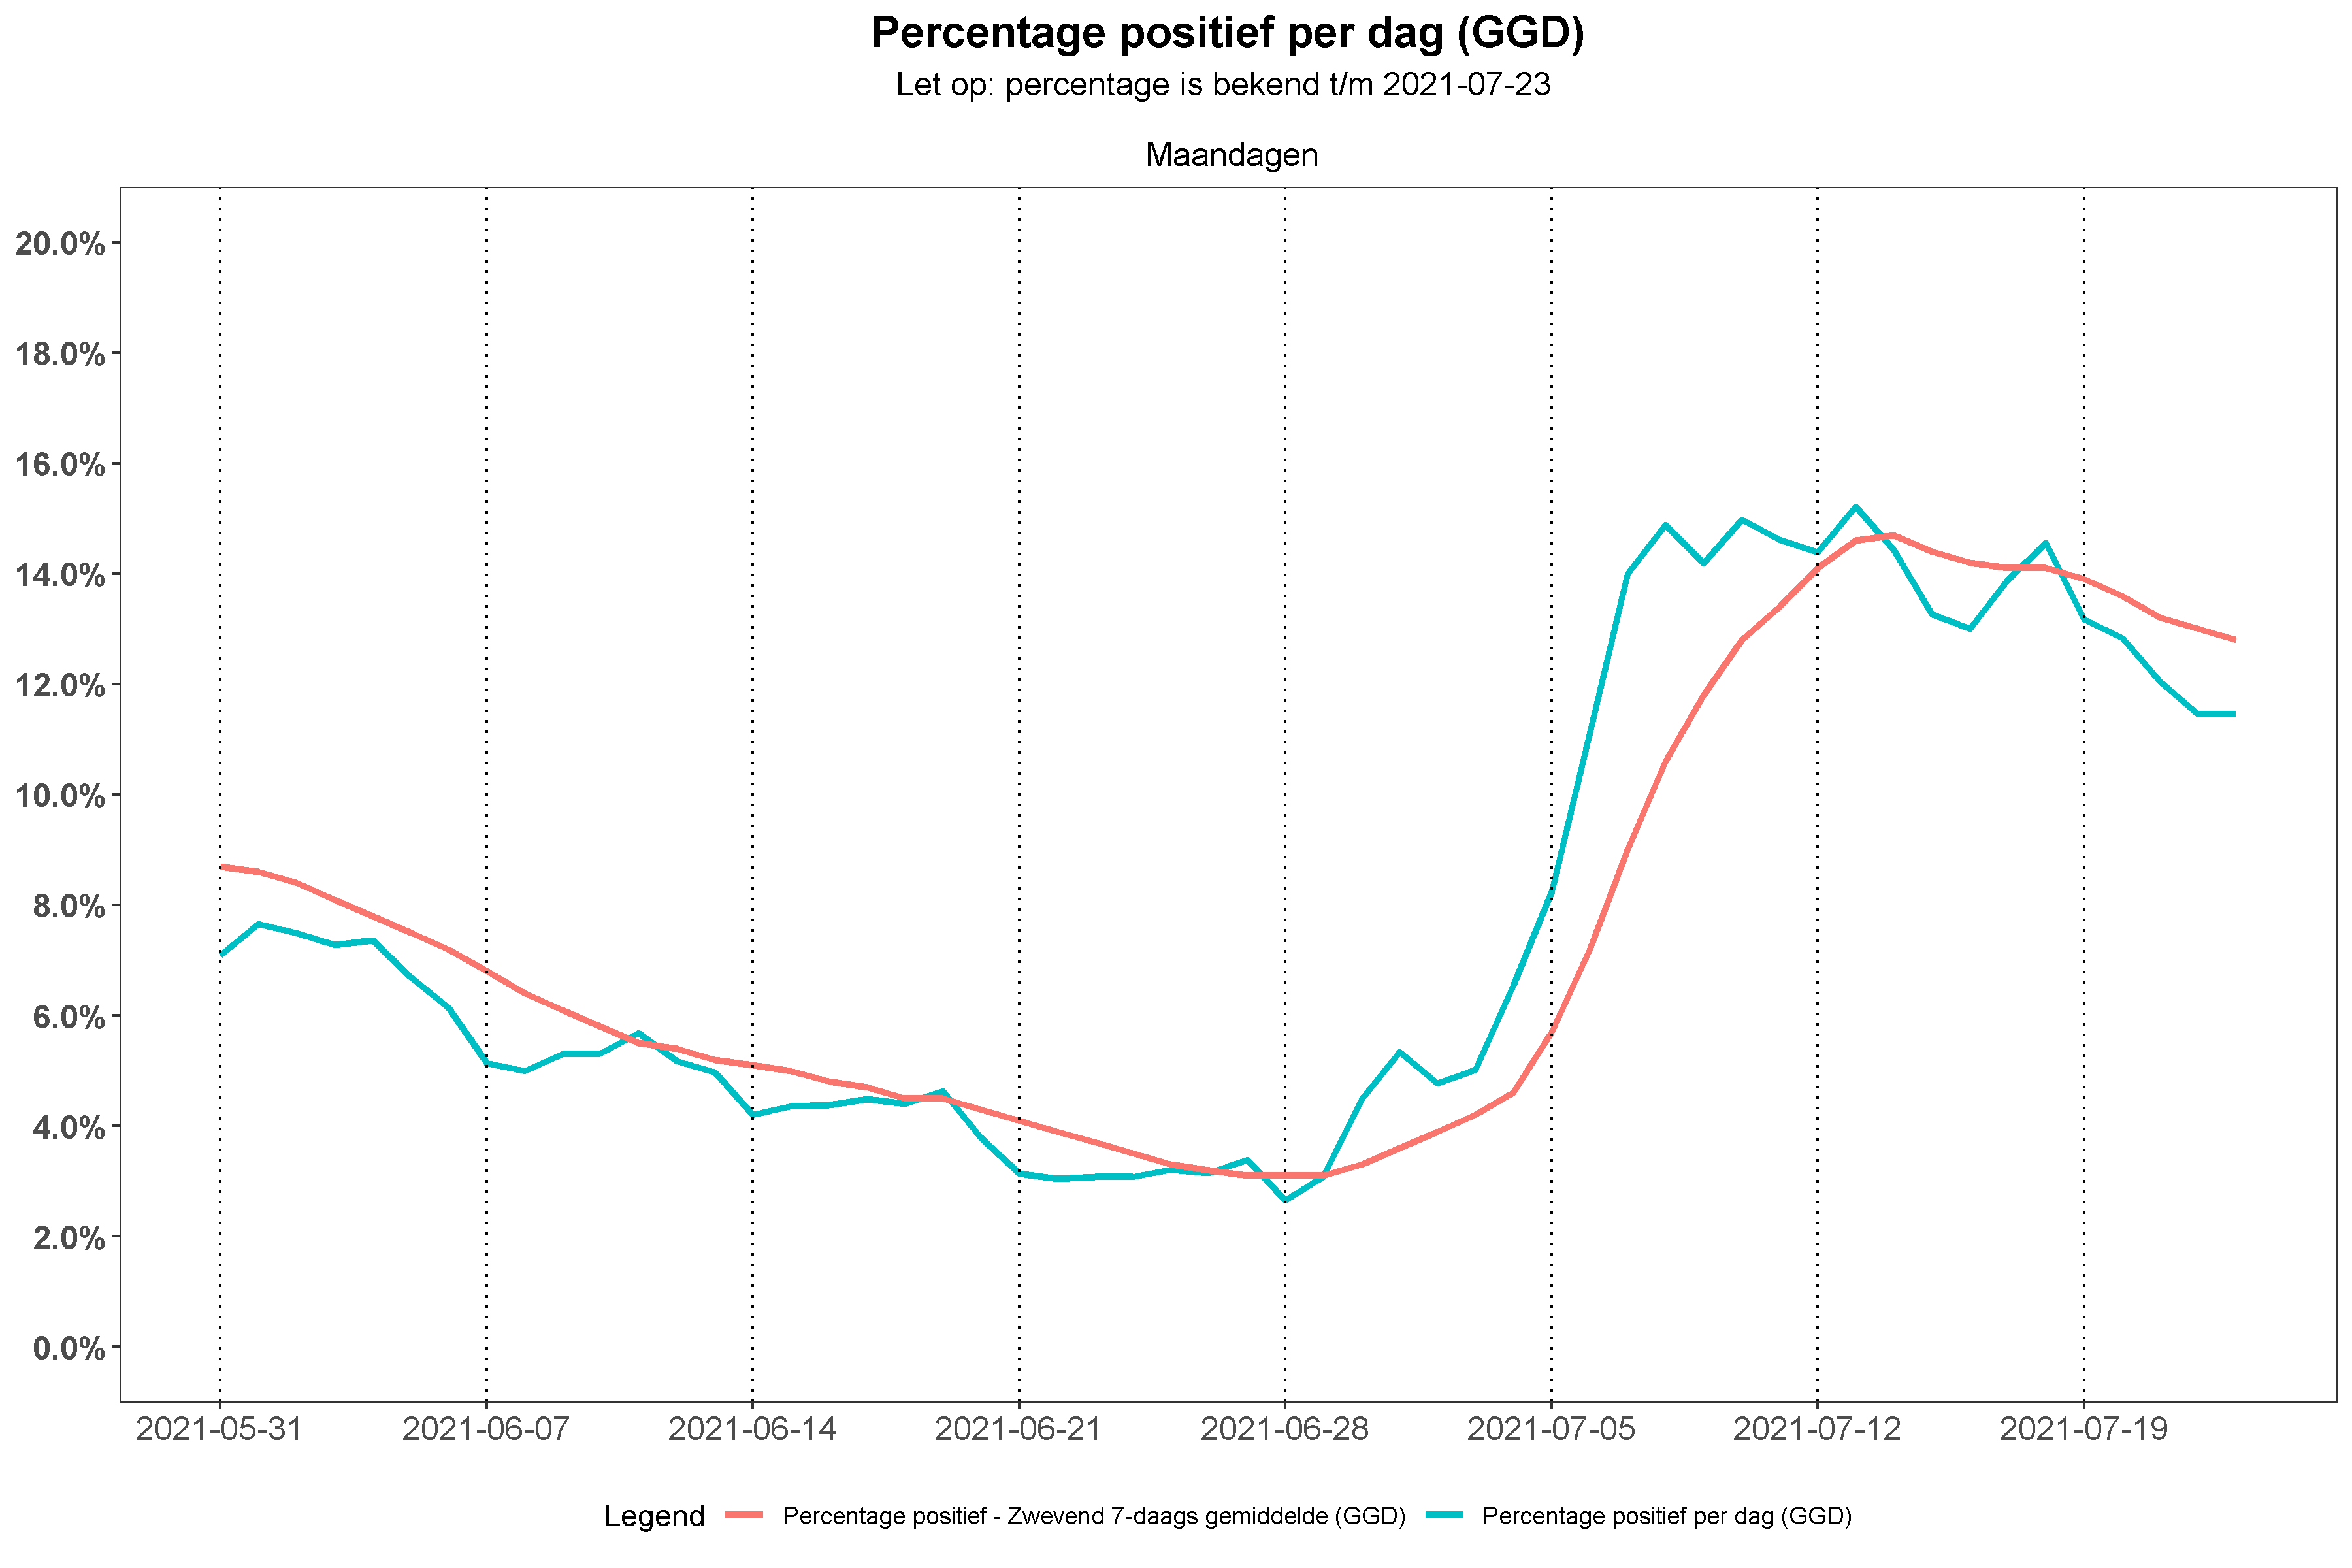 Percentage positief per dag (GGD)
Let op: percentage is bekend t/m 2021-07-23
Maandagen
20.0%
18.0%
16.0%
14.0%
12.0%
10.0%
8.0%
6.0%
4.0%
2.0%
0.0%
2021-05-31 2021-06-07 2021-06-14 2021-06-21 2021-06-28 2021-07-05 2021-07-12 2021-07-19
Legend Percentage positief - Zwevend 7-daags gemiddelde (GGD) Percentage positief per dag (GGD)